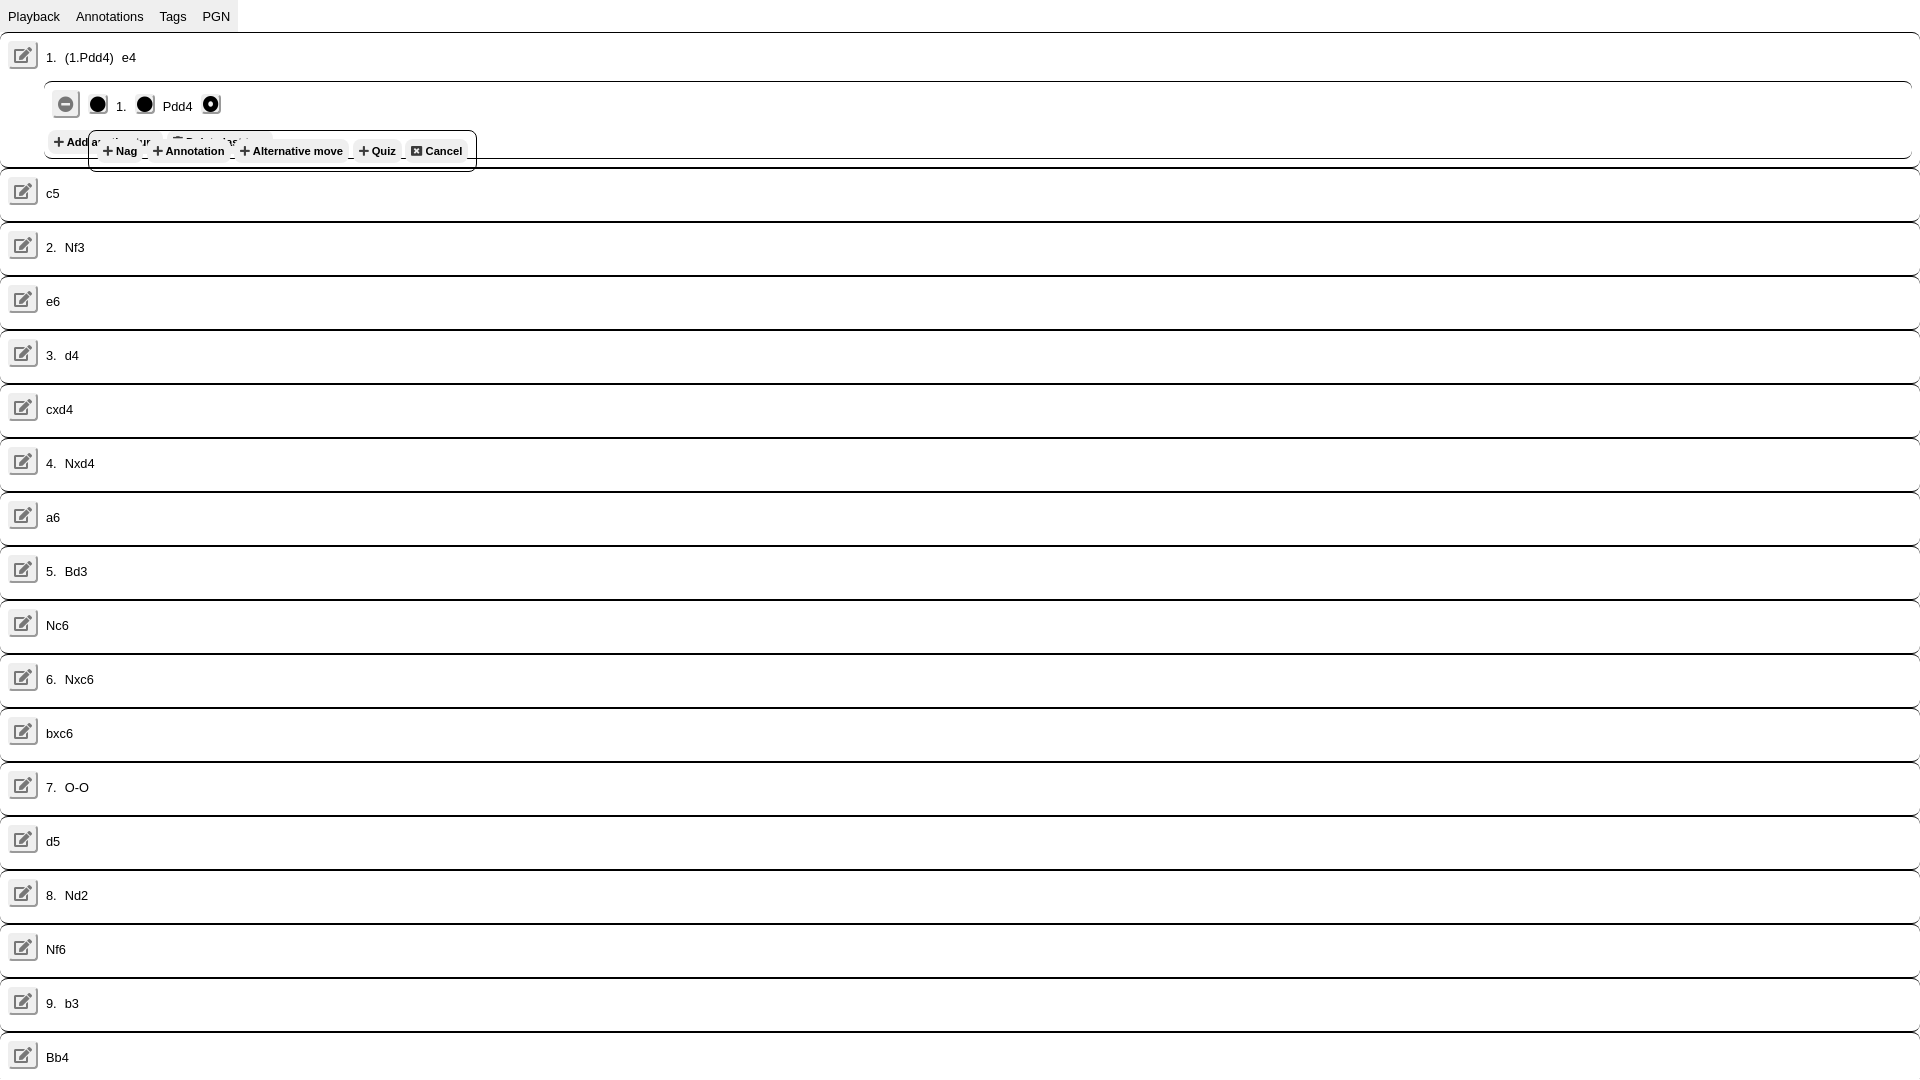 Playback Annotations Tags PGN
1. (1.Pdd4) e4
1. Pdd4
Add
Nag Annotation Alternative move Quiz Cancel
c5
2. Nf3
e6
3. d4
cxd4
4. Nxd4
a6
5. Bd3
Nc6
6. Nxc6
bxc6
7. O-O
d5
8. Nd2
Nf6
9. b3
Bb4